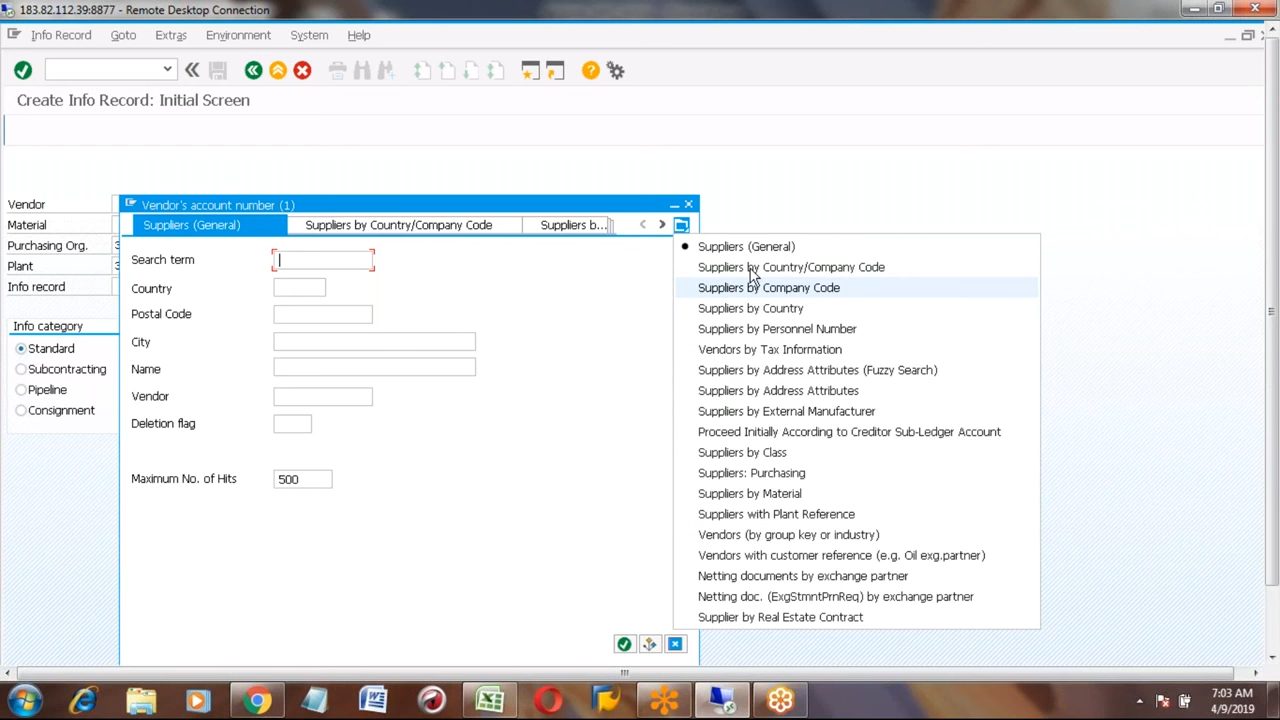 183.82.112.39:8877 - Remote Desktop Connection
Info Record Goto Extras Environment System Help
Create Info Record: Initial Screen
Vendor
Material
Purchasing Org. 3
Plant 3
Info record
Info category
Standard
Subcontracting
Pipeline
Consignment
Vendor's account number (1)
Suppliers (General) Suppliers by Country/Company Code Suppliers b...
Search term
Country
Postal Code
City
Name
Vendor
Deletion flag
Maximum No. of Hits 500
Suppliers (General)
Suppliers by Country/Company Code
Suppliers by Company Code
Suppliers by Country
Suppliers by Personnel Number
Vendors by Tax Information
Suppliers by Address Attributes (Fuzzy Search)
Suppliers by Address Attributes
Suppliers by External Manufacturer
Proceed Initially According to Creditor Sub-Ledger Account
Suppliers by Class
Suppliers: Purchasing
Suppliers by Material
Suppliers with Plant Reference
Vendors (by group key or industry)
Vendors with customer reference (e.g. Oil exg.partner)
Netting documents by exchange partner
Netting doc. (ExgStmntPrnReq) by exchange partner
Supplier by Real Estate Contract
7:03 AM
4/9/2019